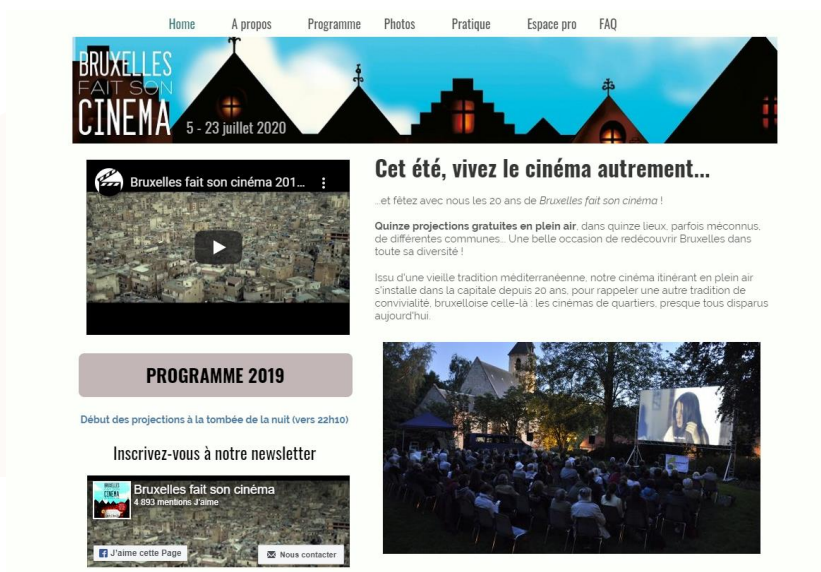 Home A propos Programme Photos Pratique Espace pro FAQ
BRUXELLES
FAIT SON
CINEMA
5 - 23 juillet 2020
Bruxelles fait son cinéma 201...
Cet été, vivez le cinéma autrement...
...et fêtez avec nous les 20 ans de Bruxelles fait son cinéma !
Quinze projections gratuites en plein air, dans quinze lieux, parfois méconnus,
de différentes communes... Une belle occasion de redécouvrir Bruxelles dans
toute sa diversité !
Issu d'une vieille tradition méditerranéenne, notre cinéma itinérant en plein air
s'installe dans la capitale depuis 20 ans, pour rappeler une autre tradition de
convivialité, bruxelloise celle-là : les cinémas de quartiers, presque tous disparus
aujourd'hui.
PROGRAMME 2019
Début des projections à la tombée de la nuit (vers 22h10)
Inscrivez-vous à notre newsletter
BRUXELLES
CINEMA
Bruxelles fait son cinéma
4 893 mentions J'aime
J'aime cette Page
Nous contacter